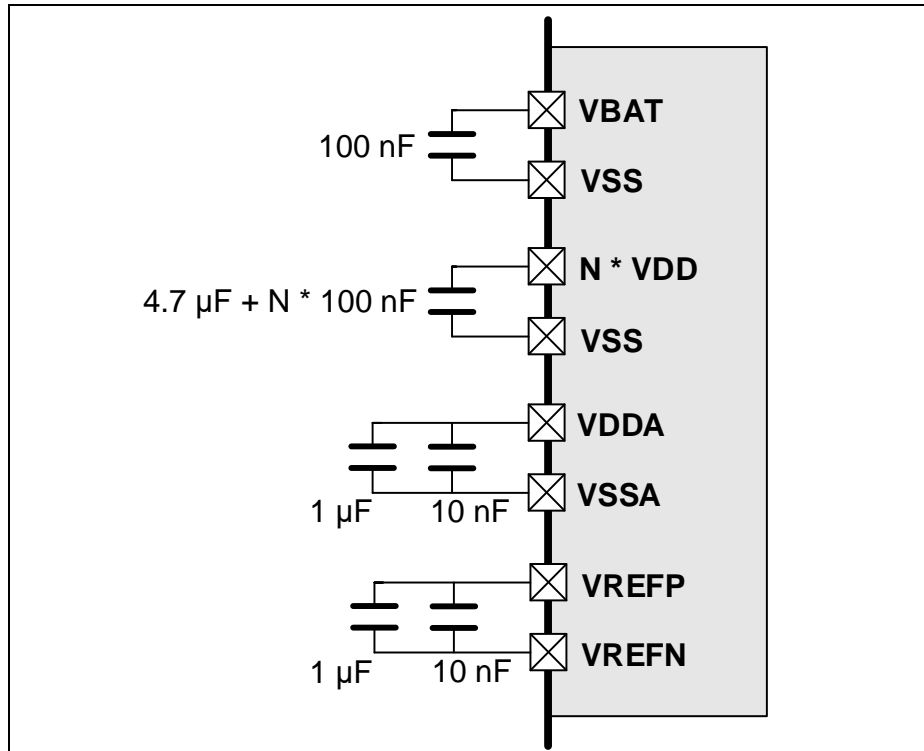 VBAT
100 nF
VSS
N * VDD
4.7 µF + N * 100 nF
VSS
VDDA
VSSA
1 µF 10 nF
VREFP
VREFN
1 µF 10 nF